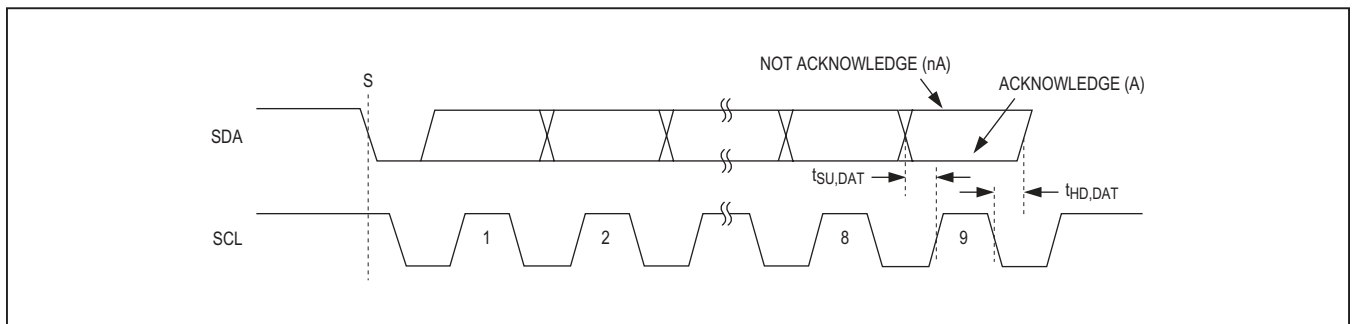 NOT ACKNOWLEDGE (nA)
S
ACKNOWLEDGE (A)
SDA
tSU,DAT
tHD,DAT
SCL
1
2
8
9